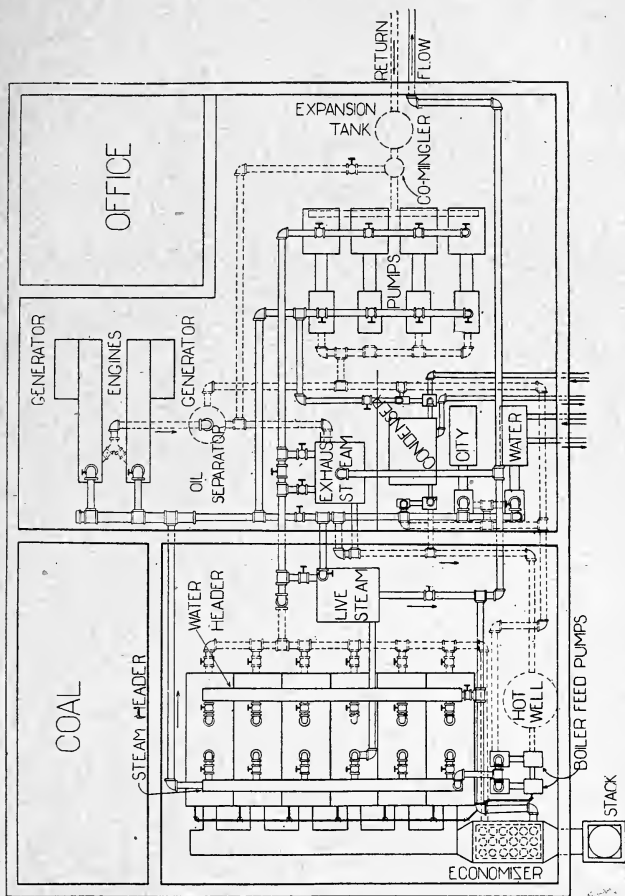 RETURN
FLOW
EXPANSION
TANK
CO-MINGLER
OFFICE
GENERATOR
ENGINES
GENERATOR
OIL
SEPARATOR
PUMPS
EXHAUST
STEAM
CONDENSER
CITY
WATER
COAL
STEAM HEADER
WATER
HEADER
LIVE
STEAM
HOT
WELL
BOILER FEED PUMPS
ECONOMIZER
STACK